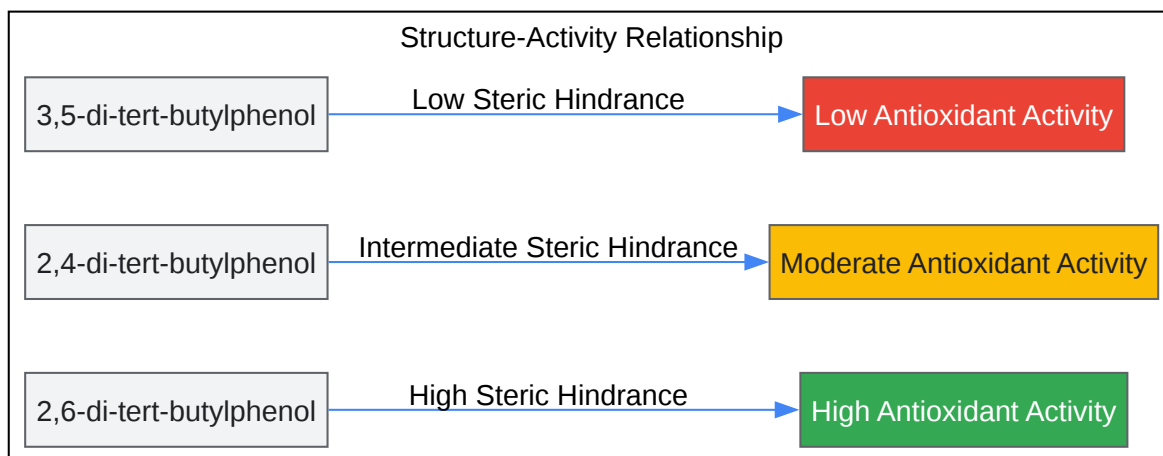 Structure-Activity Relationship
3,5-di-tert-butylphenol
Low Steric Hindrance
Low Antioxidant Activity
2,4-di-tert-butylphenol
Intermediate Steric Hindrance
Moderate Antioxidant Activity
2,6-di-tert-butylphenol
High Steric Hindrance
High Antioxidant Activity